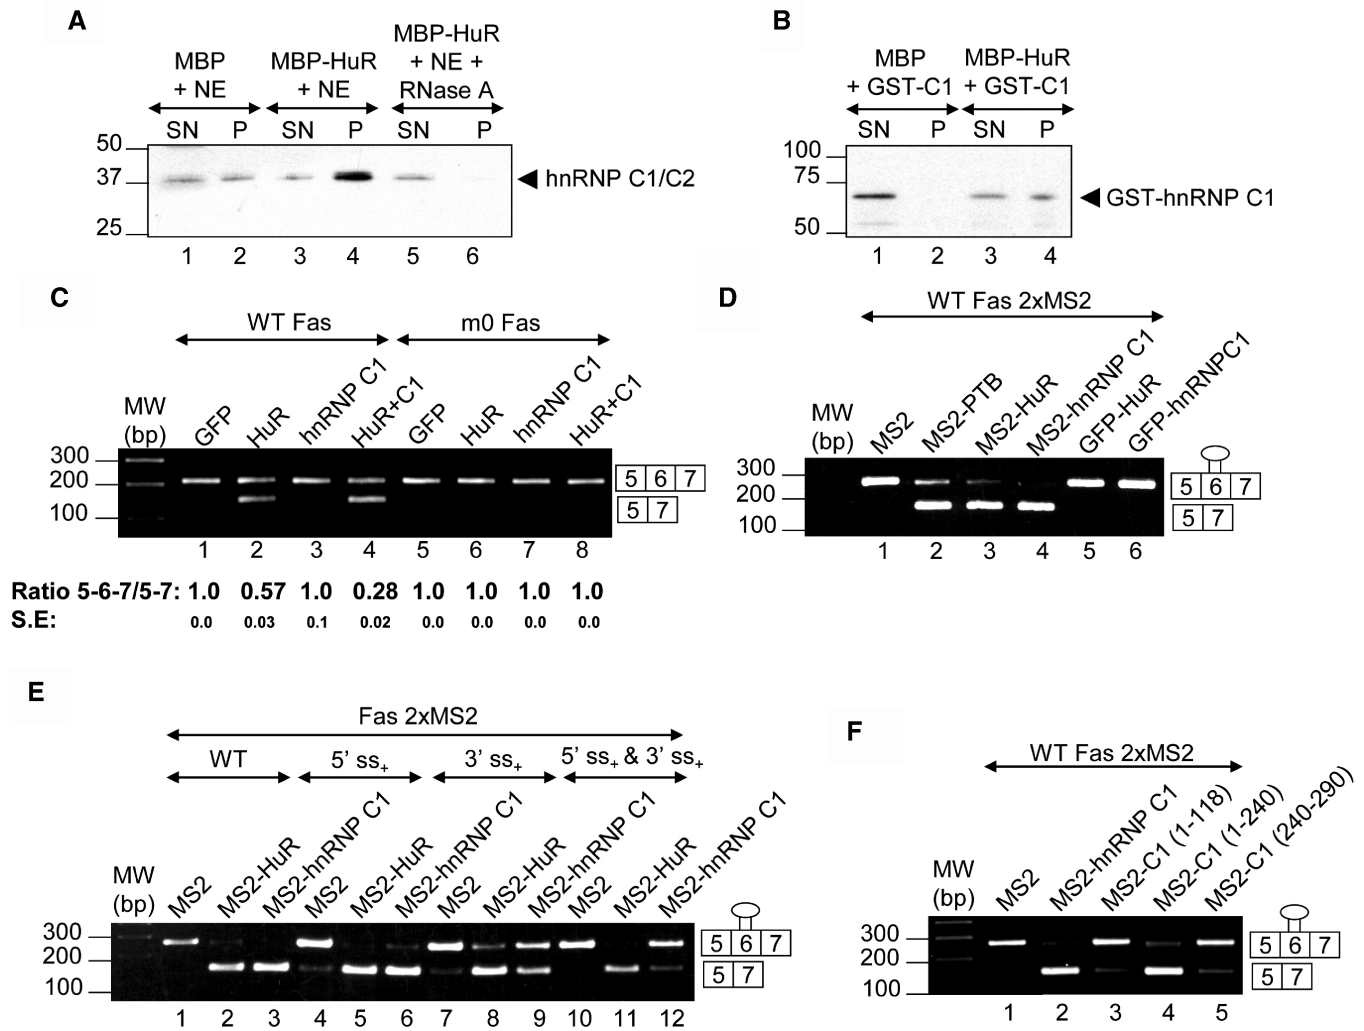 A
MBP + NE
MBP-HuR + NE
MBP-HuR + NE + RNase A
SN P SN P SN P
50
37
25
hnRNP C1/C2
1 2 3 4 5 6
B
MBP + GST-C1
MBP-HuR + GST-C1
SN P SN P
100
75
50
GST-hnRNP C1
1 2 3 4
C
WT Fas m0 Fas
MW (bp)
GFP HuR hnRNP C1 HuR+C1 GFP HuR hnRNP C1 HuR+C1
300
200
100
5 6 7
5 7
1 2 3 4 5 6 7 8
Ratio 5-6-7/5-7: 1.0 0.57 1.0 0.28 1.0 1.0 1.0 1.0
S.E: 0.0 0.03 0.1 0.02 0.0 0.0 0.0 0.0
D
WT Fas 2xMS2
MW (bp)
MS2 MS2-PTB MS2-HuR MS2-hnRNP C1 GFP-HuR GFP-hnRNPC1
300
200
100
5 6 7
5 7
1 2 3 4 5 6
E
Fas 2xMS2
WT 5' ss+ 3' ss+ 5' ss+ & 3' ss+
MW (bp)
MS2 MS2-HuR MS2-hnRNP C1 MS2 MS2-HuR MS2-hnRNP C1 MS2 MS2-HuR MS2-hnRNP C1 MS2 MS2-HuR MS2-hnRNP C1
300
200
100
5 6 7
5 7
1 2 3 4 5 6 7 8 9 10 11 12
F
WT Fas 2xMS2
MW (bp)
MS2 MS2-hnRNP C1 MS2-C1 (1-118) MS2-C1 (1-240) MS2-C1 (240-290)
300
200
100
5 6 7
5 7
1 2 3 4 5